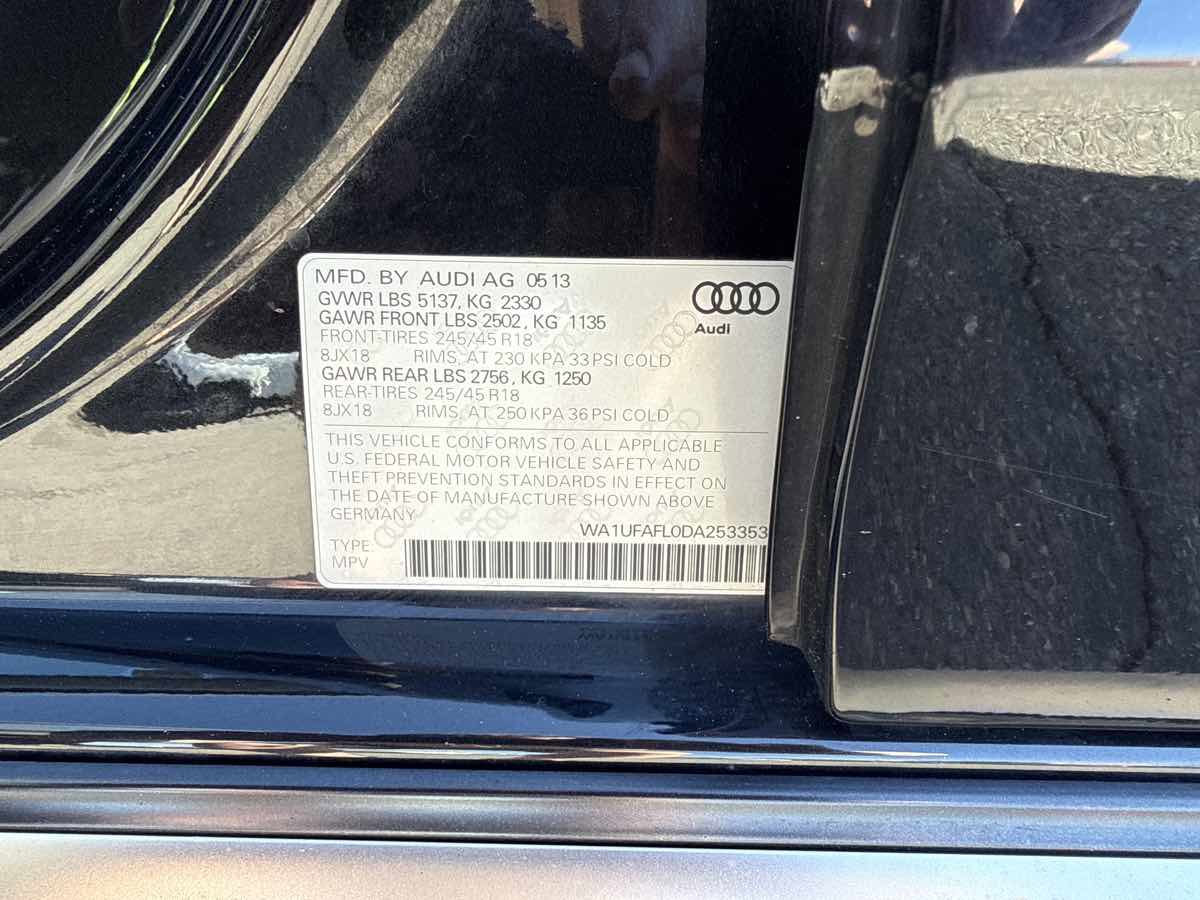 MFD. BY AUDI AG 05 13
GVWR LBS 5137, KG 2330
GAWR FRONT LBS 2502, KG 1135
FRONT-TIRES 245/45 R18
8JX18 RIMS, AT 230 KPA 33 PSI COLD
GAWR REAR LBS 2756, KG 1250
REAR-TIRES 245/45 R18
8JX18 RIMS, AT 250 KPA 36 PSI COLD
Audi
THIS VEHICLE CONFORMS TO ALL APPLICABLE
U.S. FEDERAL MOTOR VEHICLE SAFETY AND
THEFT PREVENTION STANDARDS IN EFFECT ON
THE DATE OF MANUFACTURE SHOWN ABOVE
GERMANY
WA1UFAFL0DA253353
TYPE:
MPV